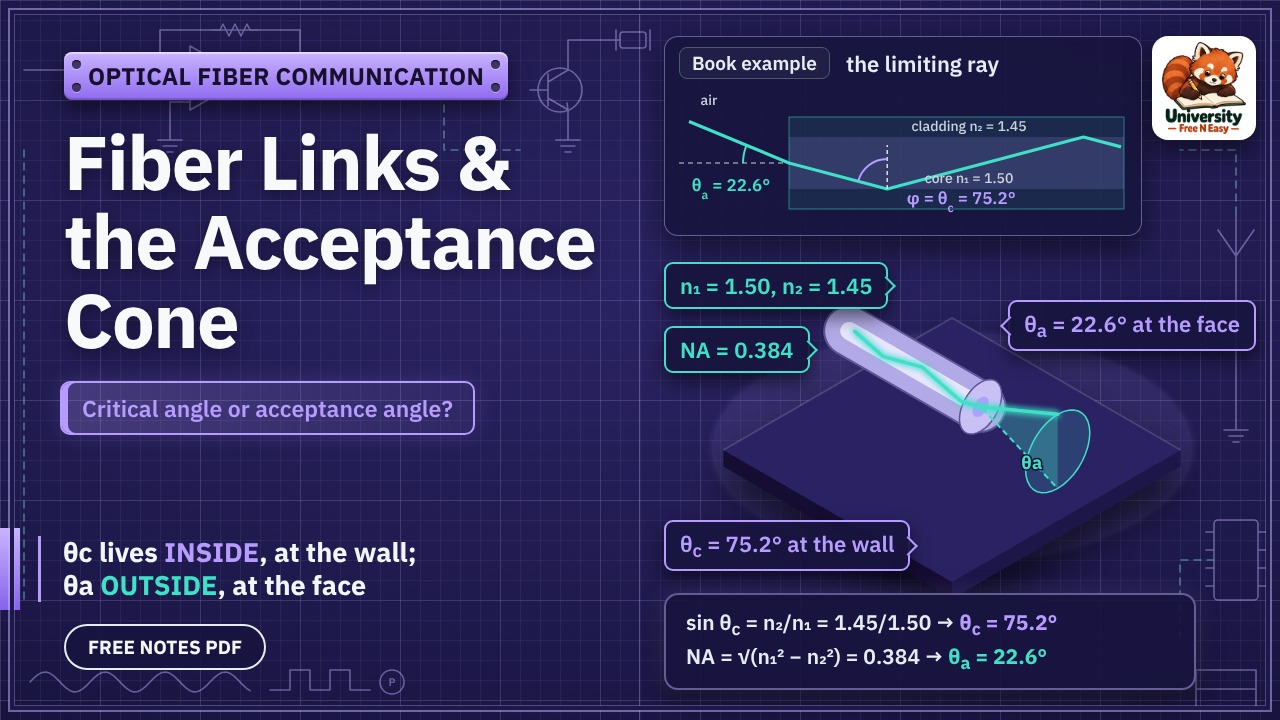 OPTICAL FIBER COMMUNICATION
Fiber Links &
the Acceptance
Cone
Critical angle or acceptance angle?
θc lives INSIDE, at the wall;
θa OUTSIDE, at the face
FREE NOTES PDF
P
Book example the limiting ray
air
cladding n₂ = 1.45
core n₁ = 1.50
θₐ = 22.6°
φ = θc = 75.2°
University
Free N Easy
n₁ = 1.50, n₂ = 1.45
NA = 0.384
θₐ = 22.6° at the face
θa
θc = 75.2° at the wall
sin θc = n₂/n₁ = 1.45/1.50 → θc = 75.2°
NA = √(n₁² − n₂²) = 0.384 → θₐ = 22.6°